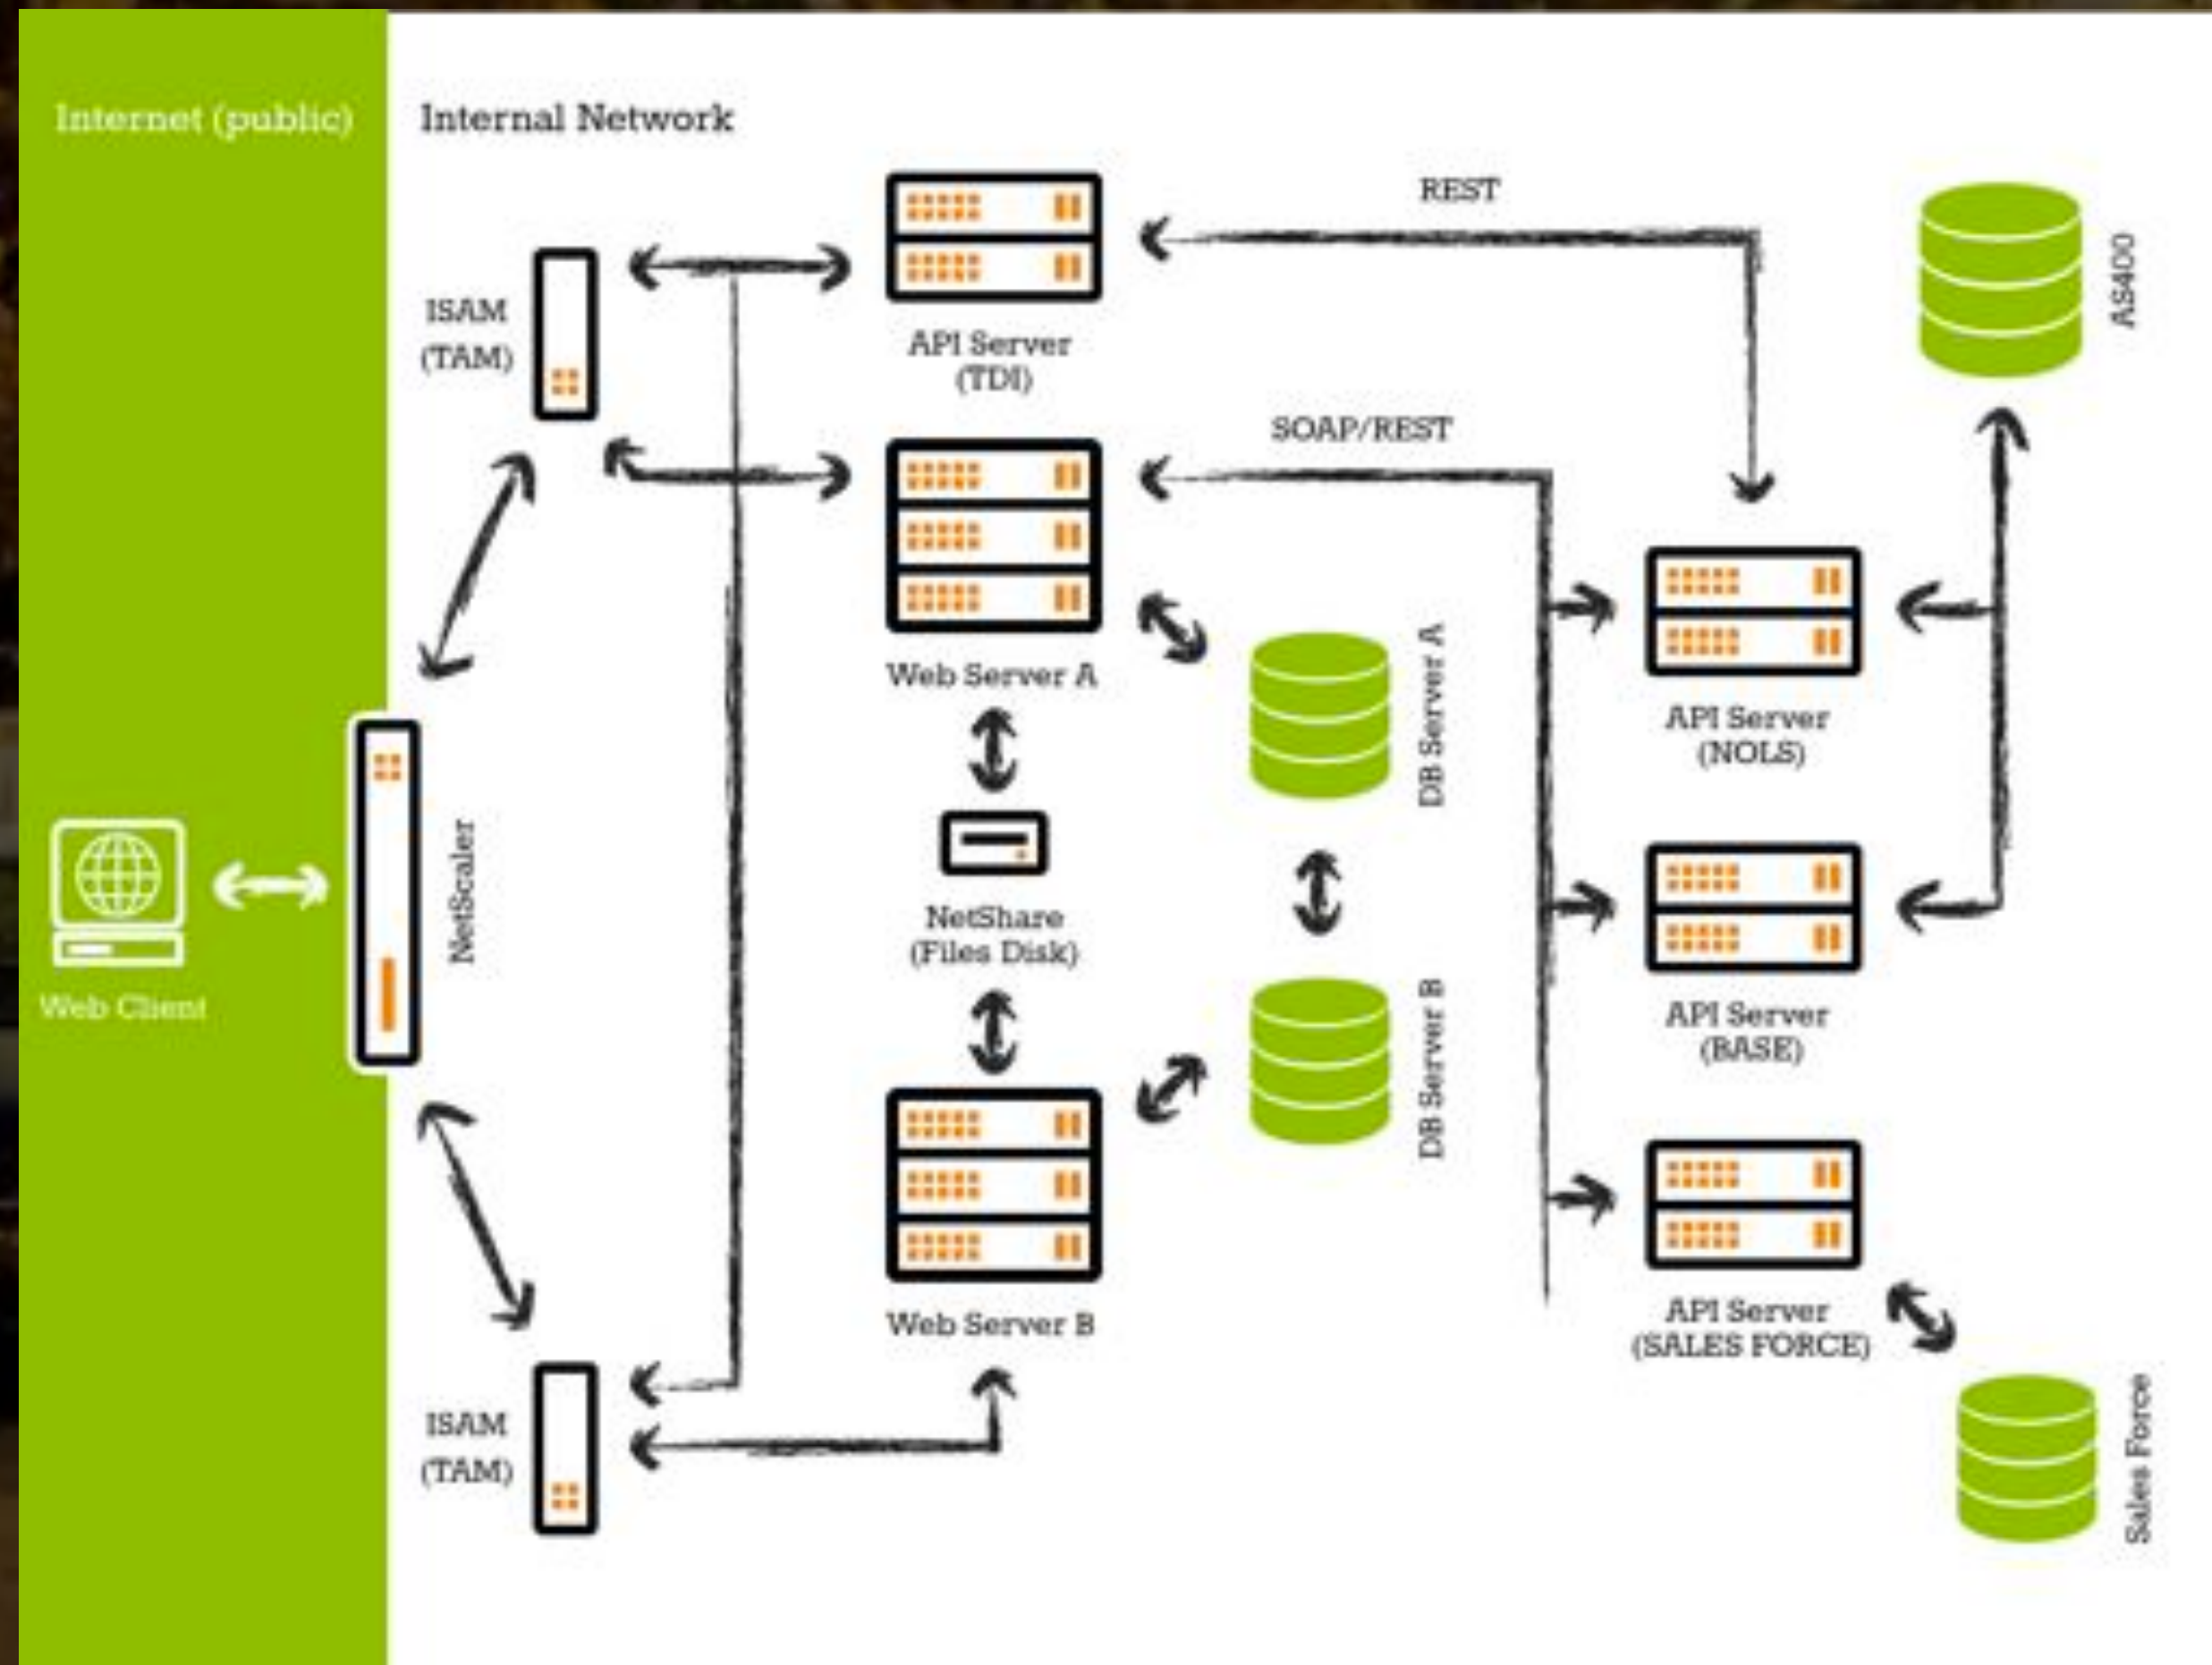 Internet (public)
Internal Network
REST
AS400
ISAM
(TAM)
API Server
(TDI)
SOAP/REST
Web Server A
DB Server A
API Server
(NOLS)
NetScaler
NetShare
(Files Disk)
Web Client
DB Server B
API Server
(BASE)
Web Server B
API Server
(SALES FORCE)
ISAM
(TAM)
Sales Force